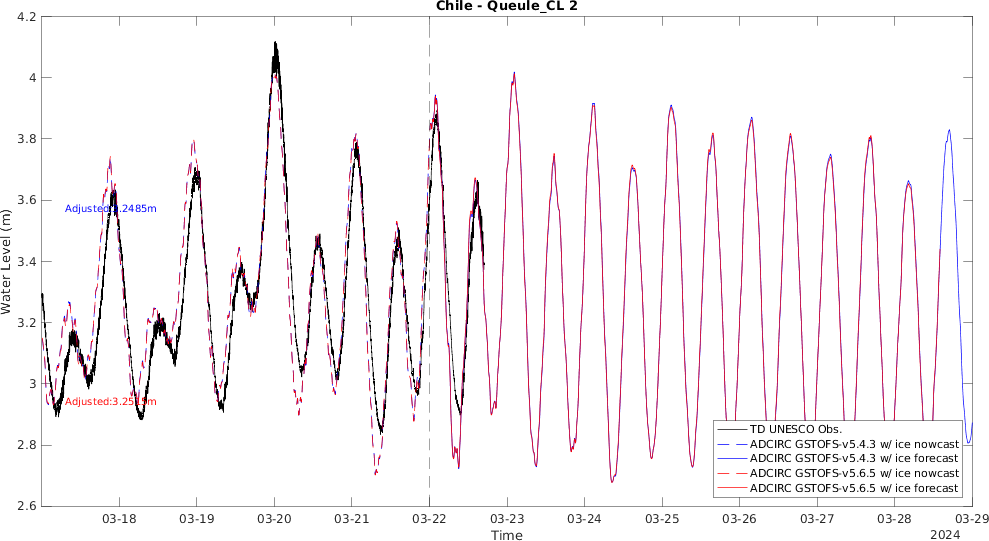 Chile - Queule_CL 2
4.2
4
3.8
3.6
3.4
3.2
3
2.8
2.6
Water Level (m)
Adjusted:
Adjusted:
TD UNESCO Obs.
ADCIRC GSTOFS-v5.4.3 w/ ice nowcast
ADCIRC GSTOFS-v5.4.3 w/ ice forecast
ADCIRC GSTOFS-v5.6.5 w/ ice nowcast
ADCIRC GSTOFS-v5.6.5 w/ ice forecast
03-18 03-19 03-20 03-21 03-22 03-23 03-24 03-25 03-26 03-27 03-28 03-29
Time
2024